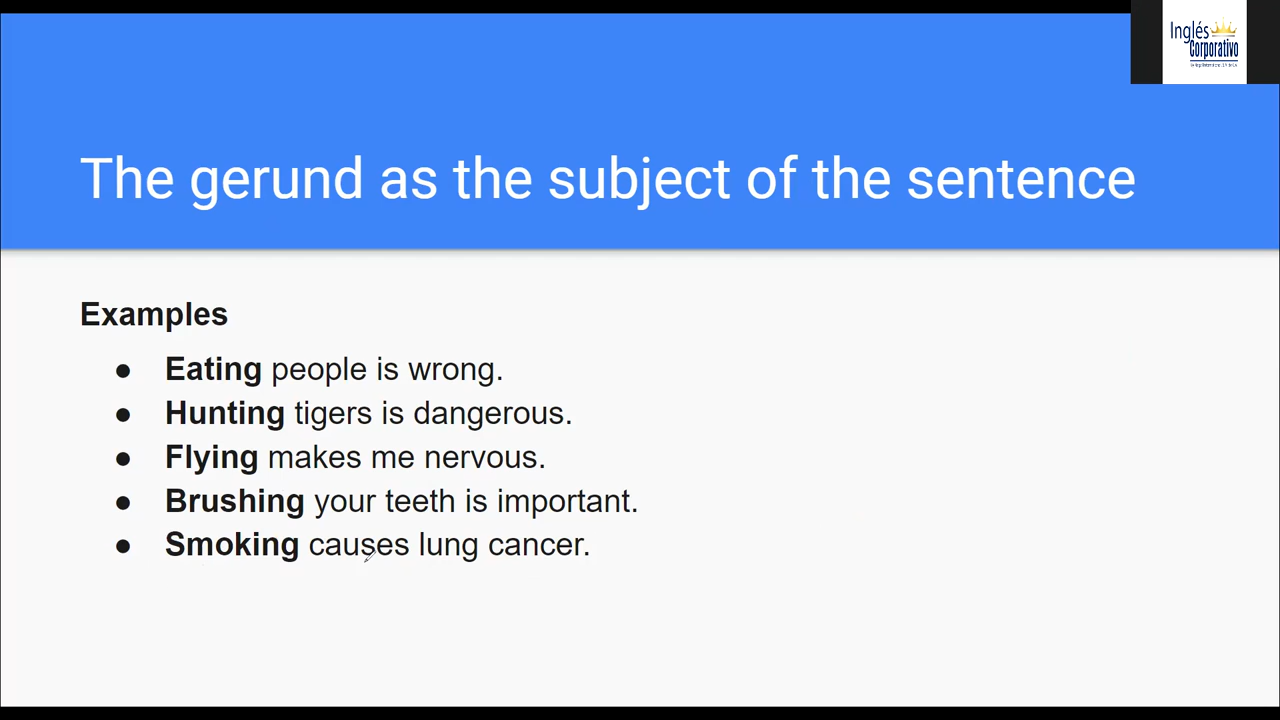 Inglés
Corporativo
The gerund as the subject of the sentence
Examples
● Eating people is wrong.
● Hunting tigers is dangerous.
● Flying makes me nervous.
● Brushing your teeth is important.
● Smoking causes lung cancer.